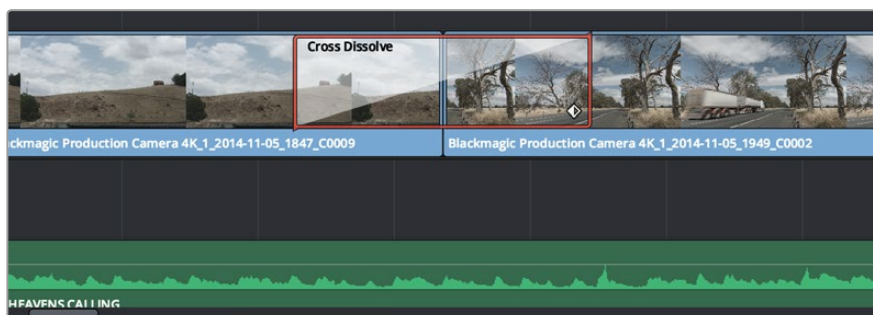 Cross Dissolve
ckmagic Production Camera 4K_1_2014-11-05_1847_C0009
Blackmagic Production Camera 4K_1_2014-11-05_1949_C0002
HEAVENS CALLING